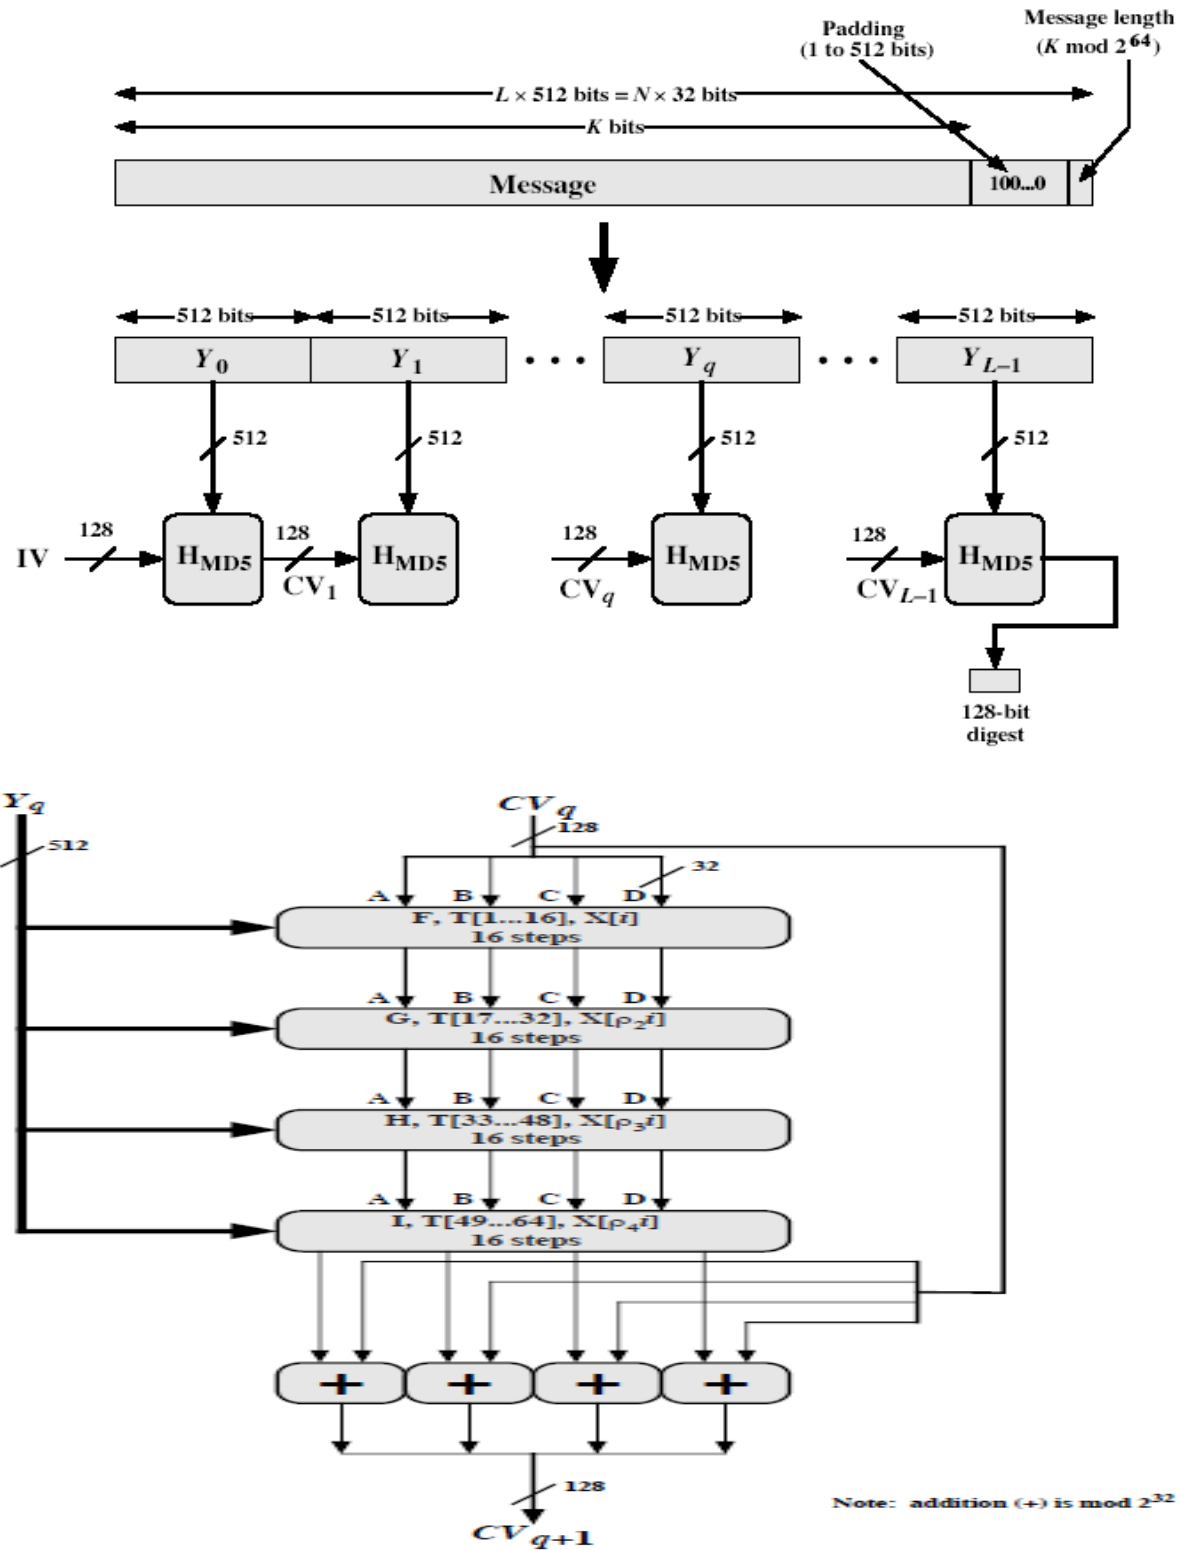 Padding
(1 to 512 bits)
Message length
(K mod 2^64)
L × 512 bits = N × 32 bits
K bits
Message
100...0
512 bits
512 bits
512 bits
512 bits
Y0
Y1
• • •
Yq
• • •
YL–1
512
512
512
512
IV
128
HMD5
128
CV1
HMD5
128
CVq
HMD5
128
CVL–1
HMD5
128-bit
digest
Yq
512
CVq
128
32
A B C D
F, T[1...16], X[i]
16 steps
A B C D
G, T[17...32], X[ρ2i]
16 steps
A B C D
H, T[33...48], X[ρ3i]
16 steps
A B C D
I, T[49...64], X[ρ4i]
16 steps
+ + + +
128
CVq+1
Note: addition (+) is mod 2^32